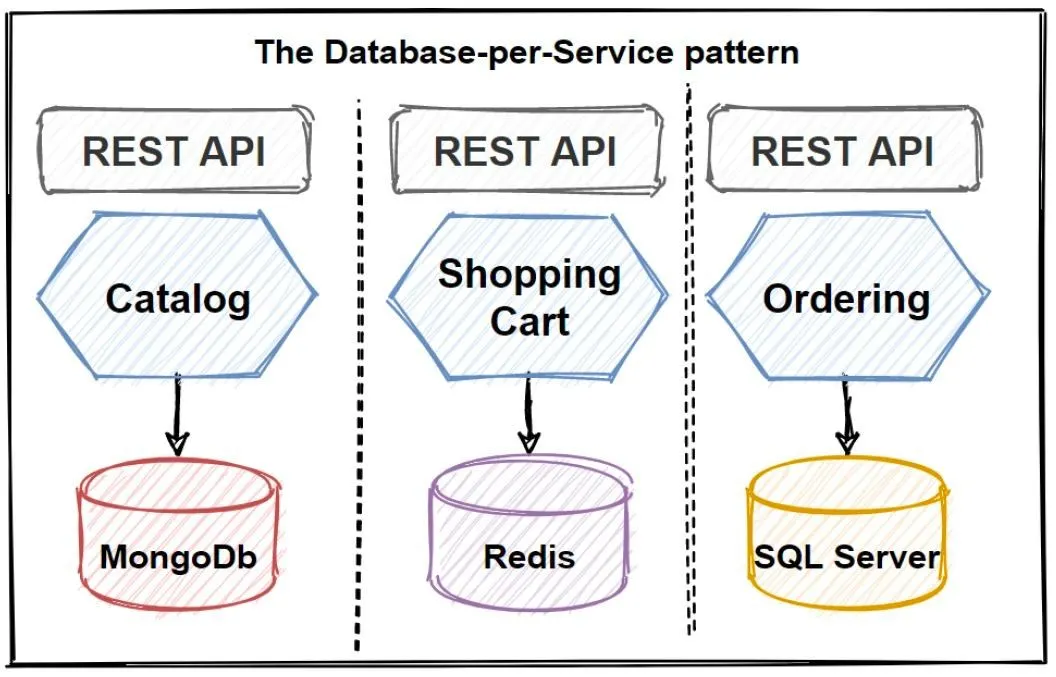 The Database-per-Service pattern
REST API
REST API
REST API
Catalog
Shopping
Cart
Ordering
MongoDb
Redis
SQL Server